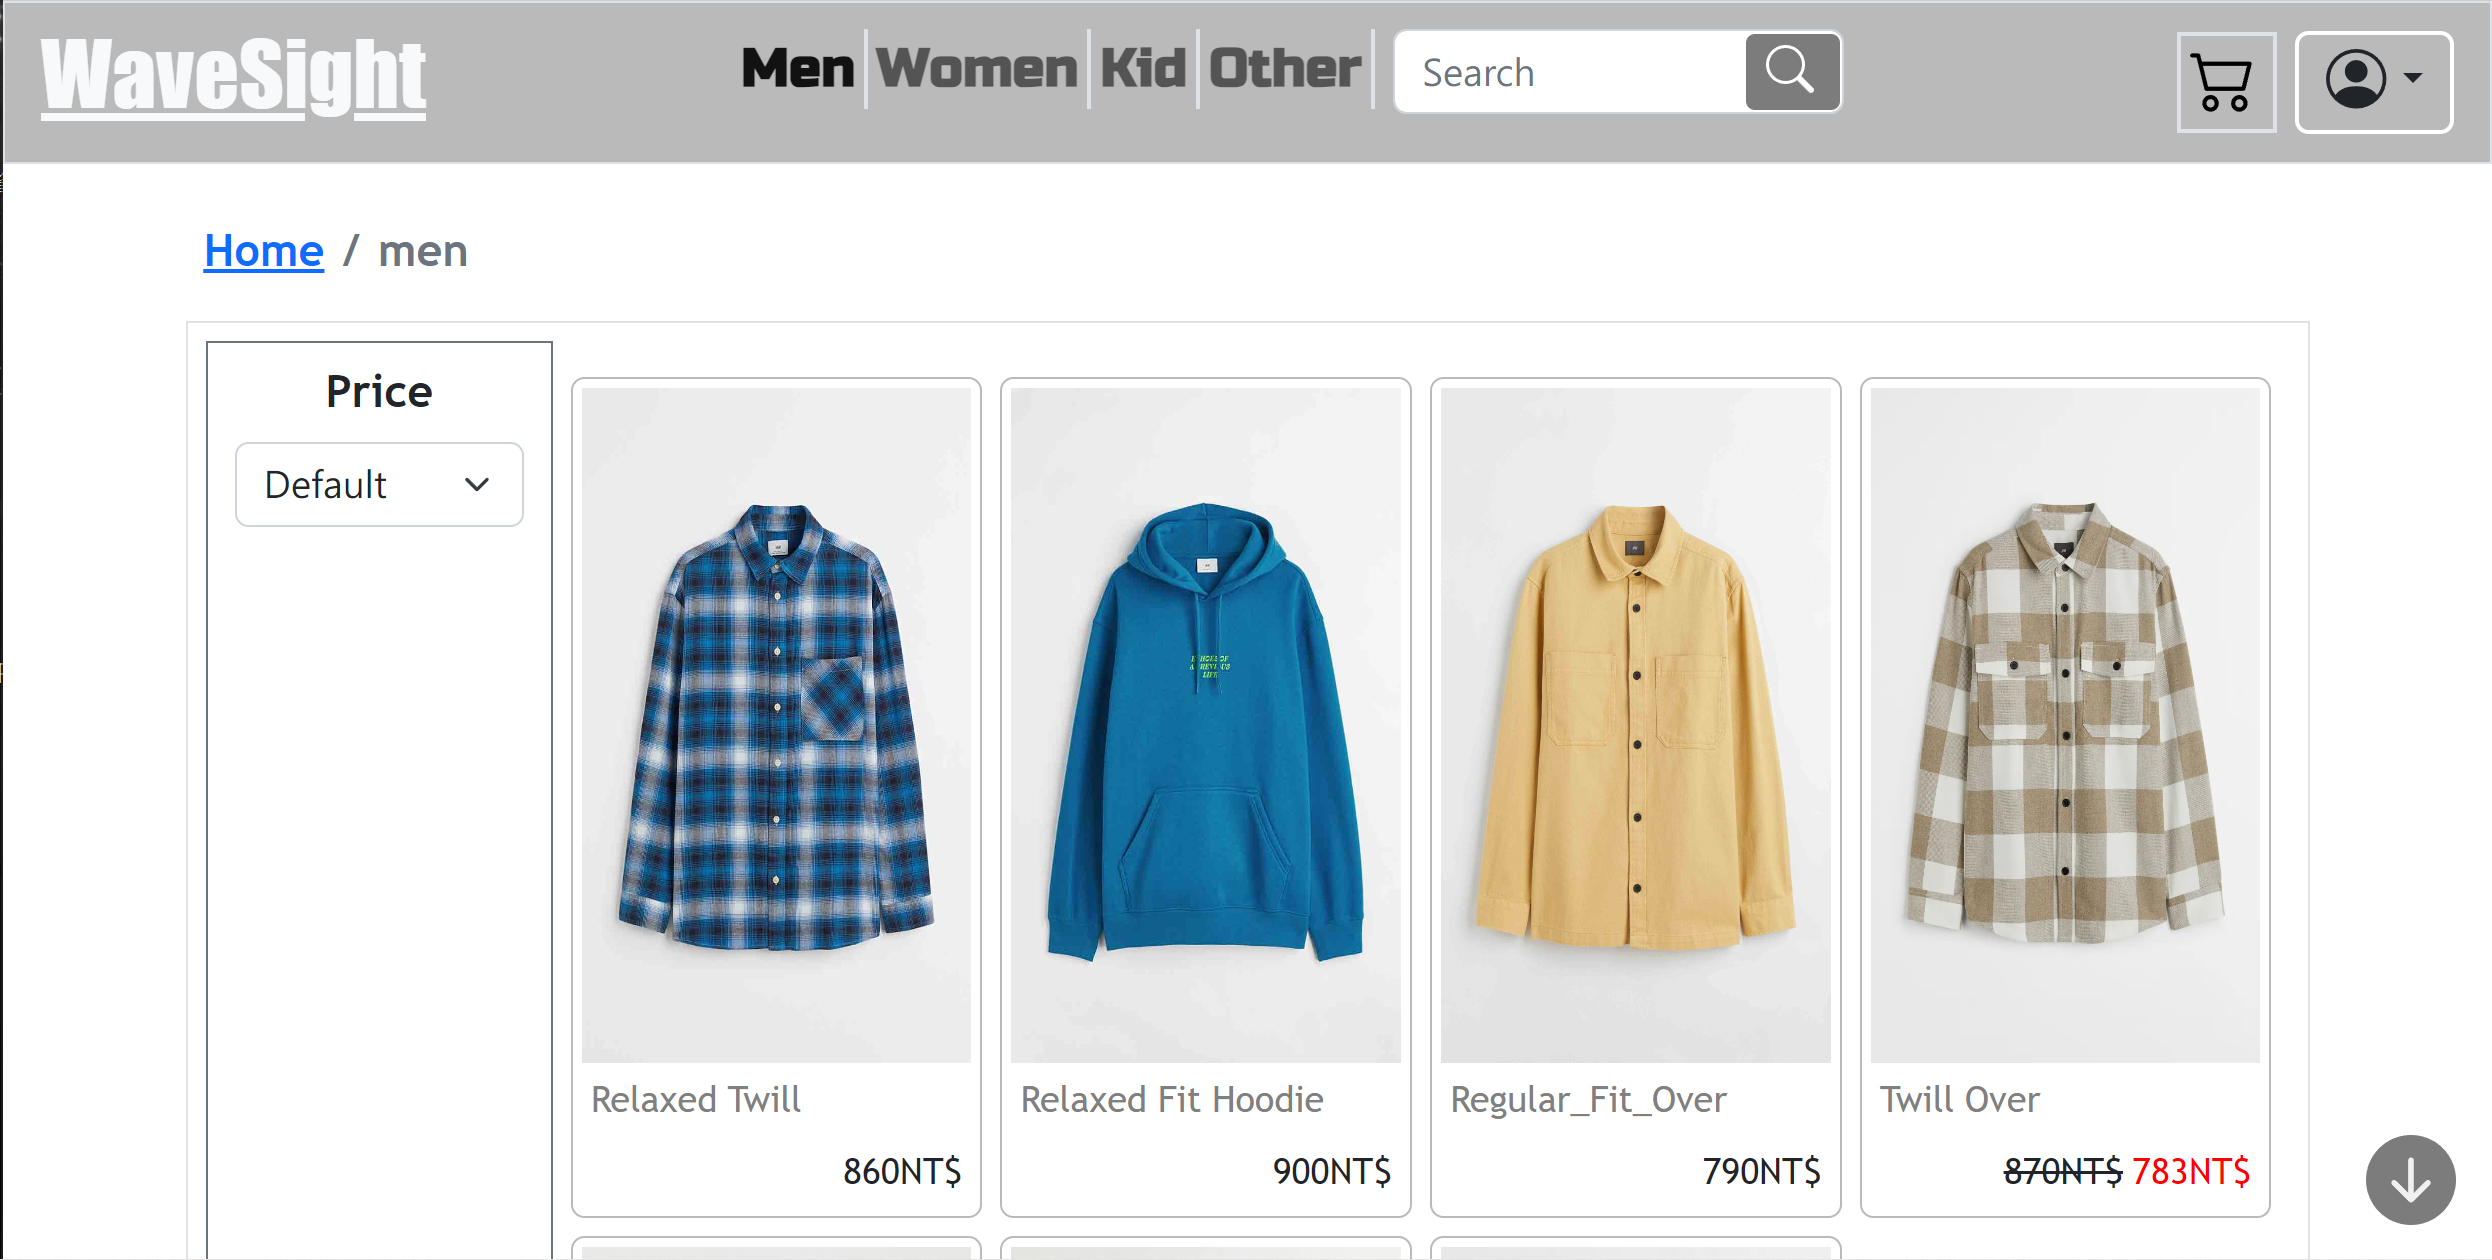 WaveSight
Men
Women
Kid
Other
Search
Home / men
Price
Default
LIFE
Relaxed Twill
860NT$
Relaxed Fit Hoodie
900NT$
Regular_Fit_Over
790NT$
Twill Over
870NT$ 783NT$